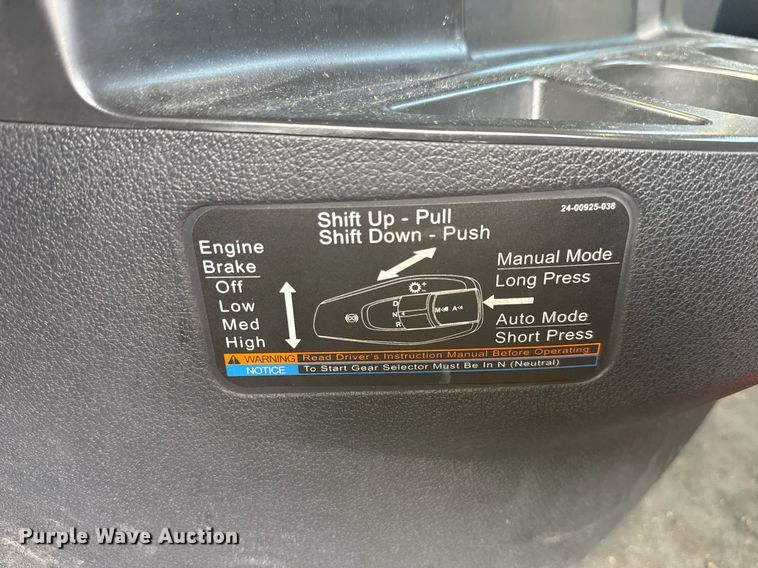 24-00925-038
Shift Up - Pull
Shift Down - Push
Engine
Brake
Off
Low
Med
High
Manual Mode
Long Press
Auto Mode
Short Press
D
N
R
M
A
WARNING Read Driver's Instruction Manual Before Operating
NOTICE To Start Gear Selector Must Be In N (Neutral)
Purple Wave Auction